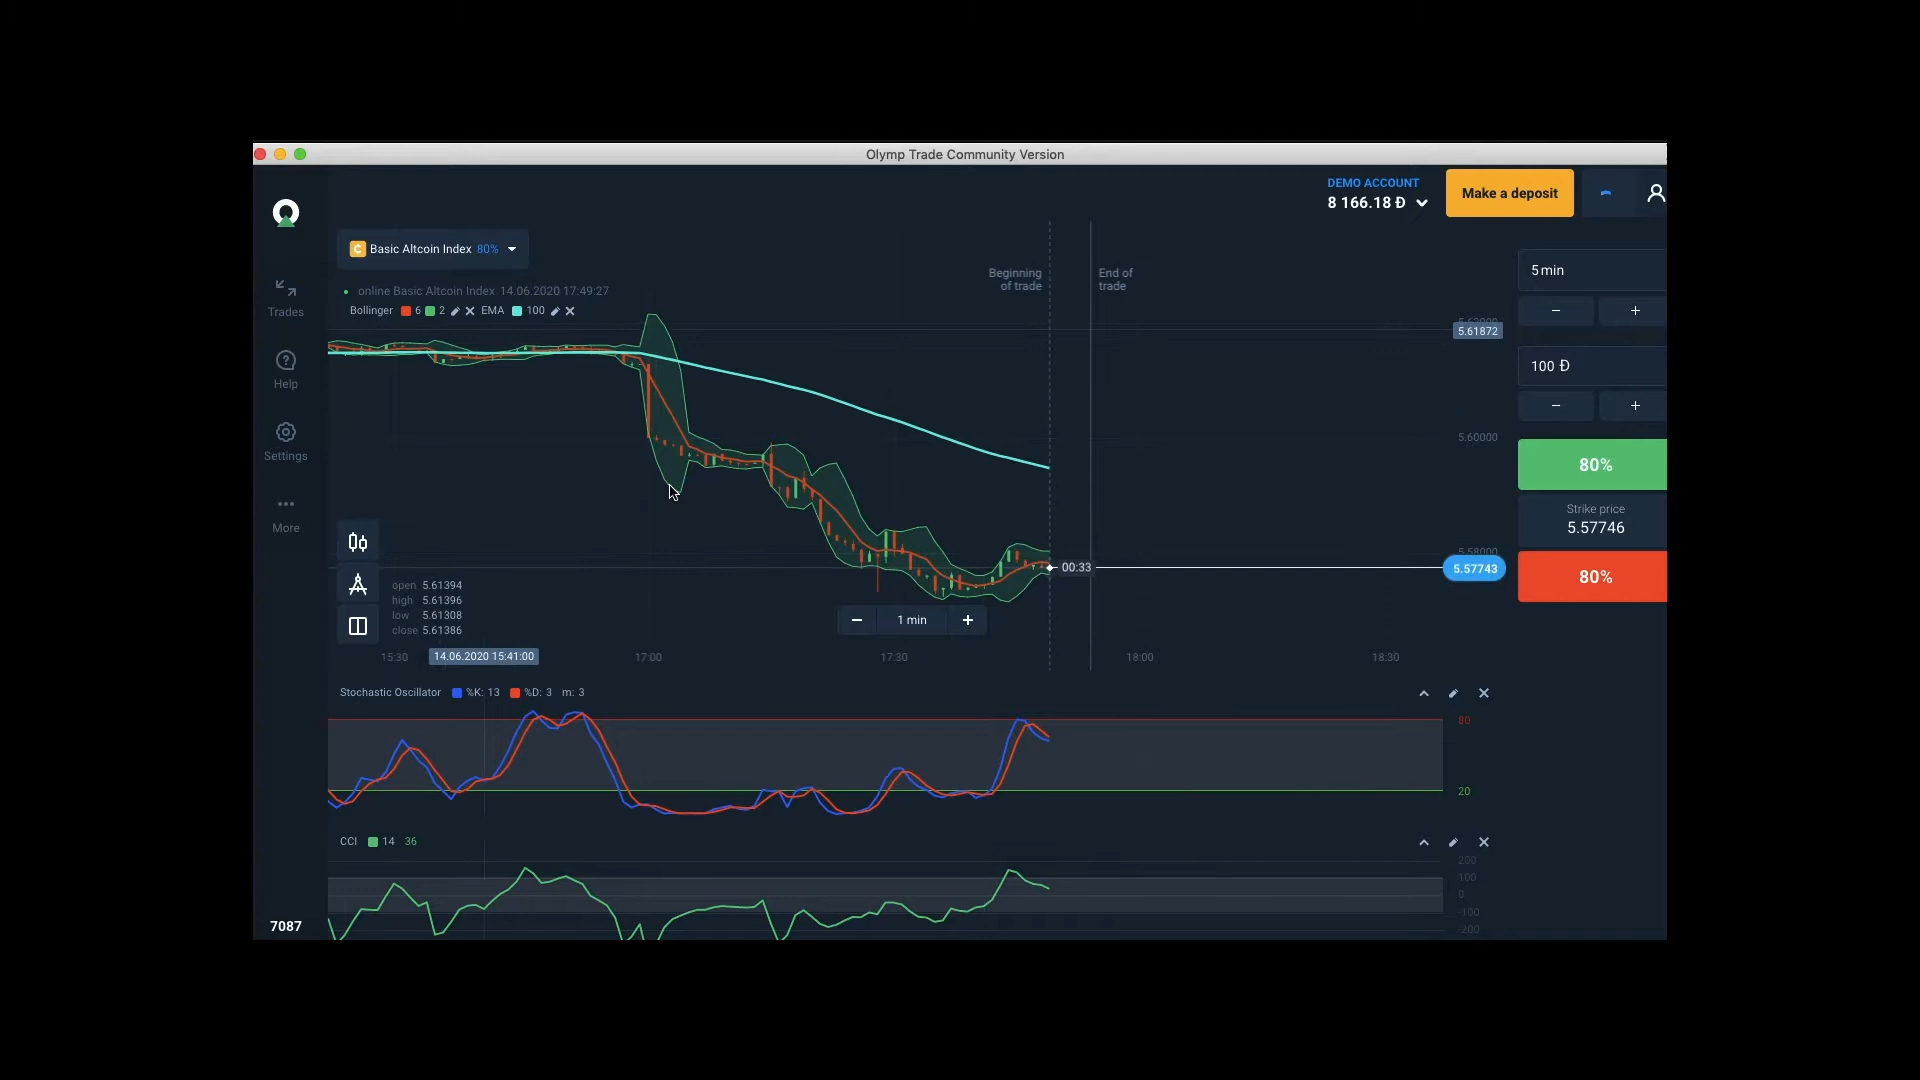 Olymp Trade Community Version
DEMO ACCOUNT
8 166.18 Đ
Make a deposit
Basic Altcoin Index 80%
online Basic Altcoin Index 14.06.2020 17:49:27
Bollinger 6 2 EMA 100
Beginning of trade
End of trade
Trades
Help
Settings
More
7087
5.62000
5.61872
5.60000
5.58000
5.57743
00:33
open 5.61394
high 5.61396
low 5.61308
close 5.61386
1 min
15:30
14.06.2020 15:41:00
17:00
17:30
18:00
18:30
5 min
100 Đ
80%
Strike price
5.57746
80%
Stochastic Oscillator %K: 13 %D: 3 m: 3
80
20
CCI 14 36
200
100
0
-100
-200